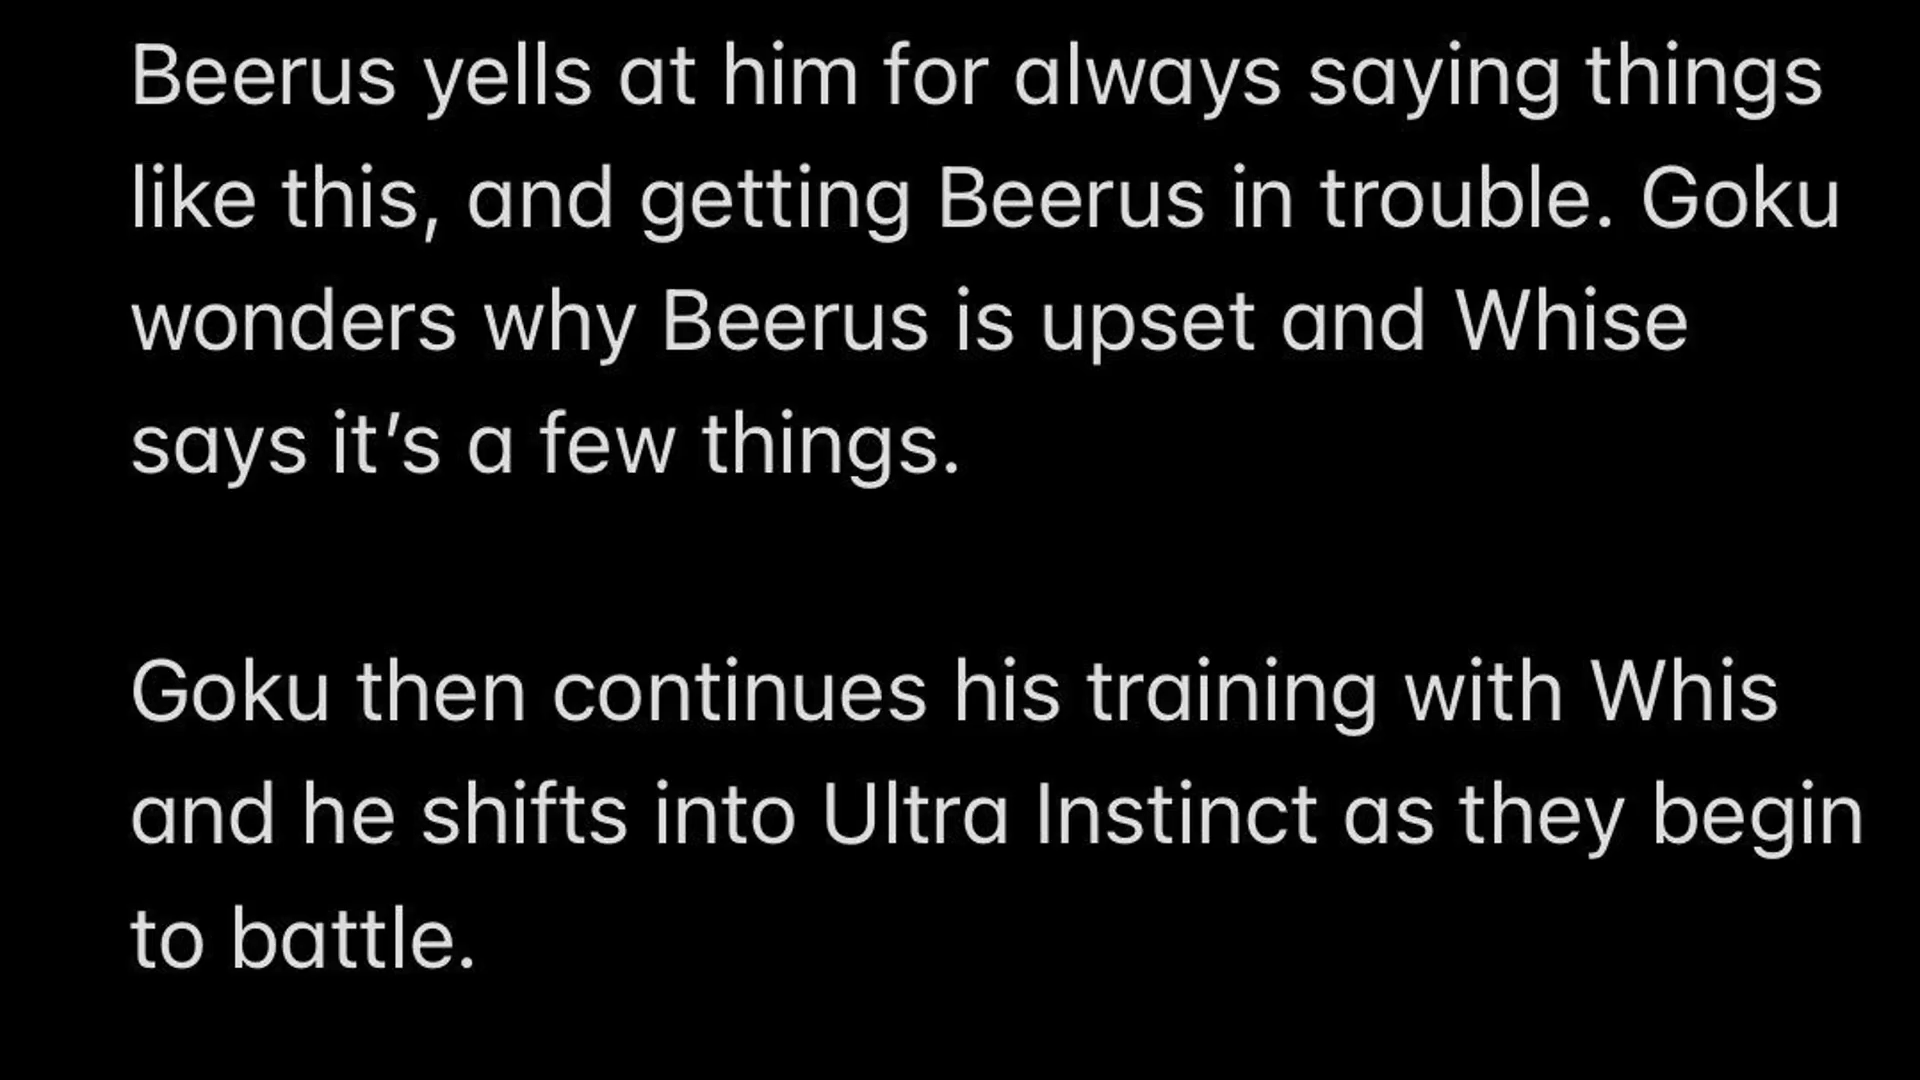 Beerus yells at him for always saying things
like this, and getting Beerus in trouble. Goku
wonders why Beerus is upset and Whise
says it's a few things.
Goku then continues his training with Whis
and he shifts into Ultra Instinct as they begin
to battle.